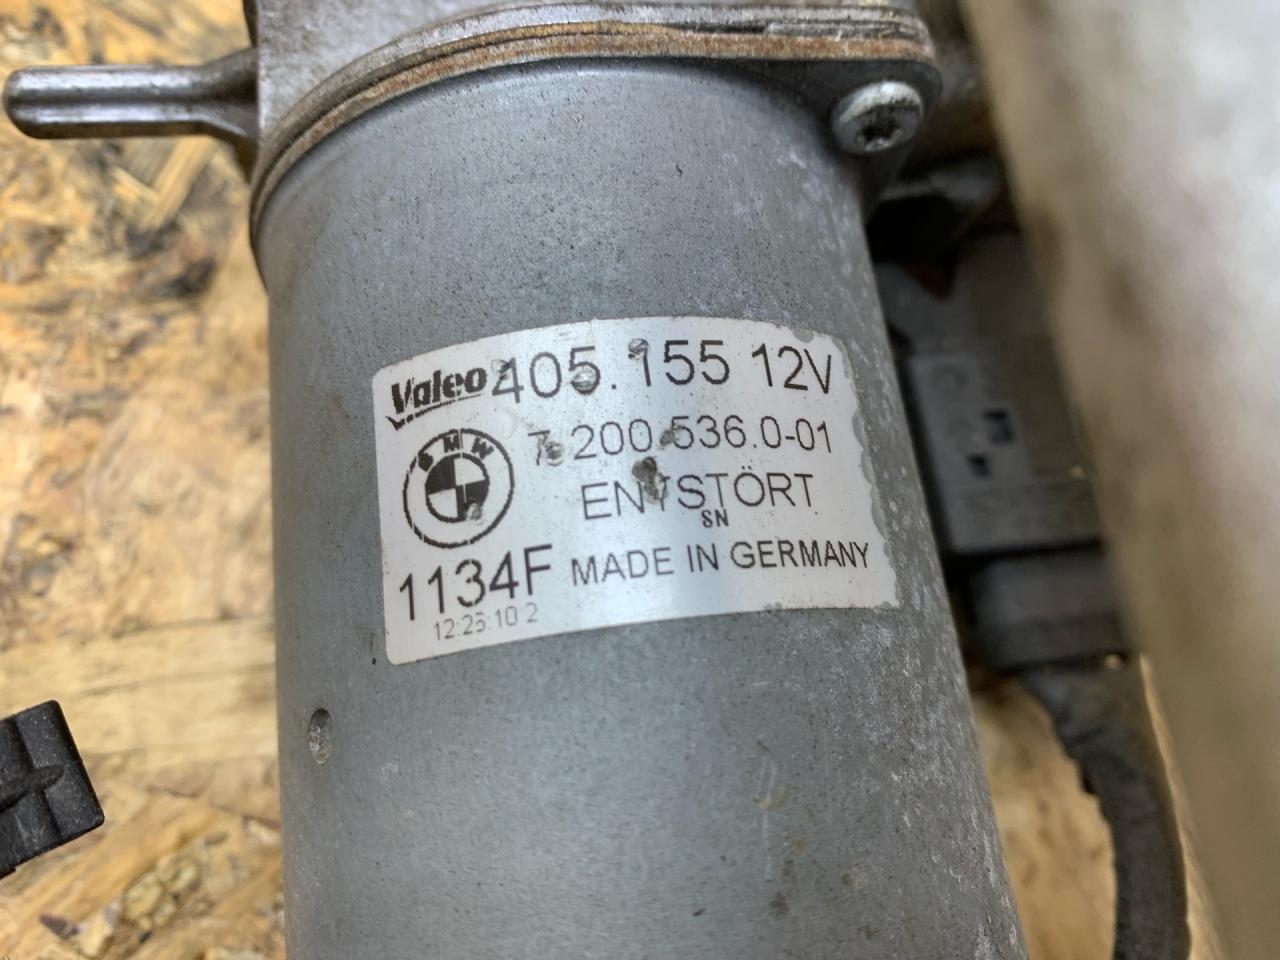 Valeo 405.155 12V
7 200 536.0-01
ENTSTÖRT
SN
BMW
1134F MADE IN GERMANY
12:25:10 2